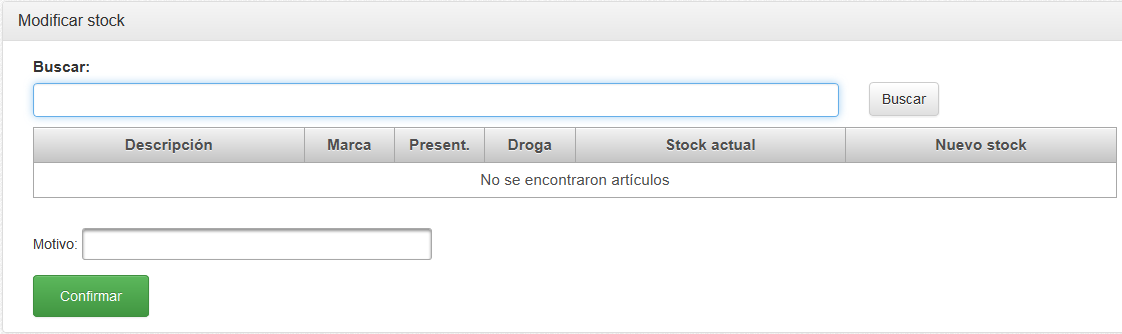 Modificar stock
Buscar:
Buscar
Descripción Marca Present. Droga Stock actual Nuevo stock
No se encontraron artículos
Motivo:
Confirmar